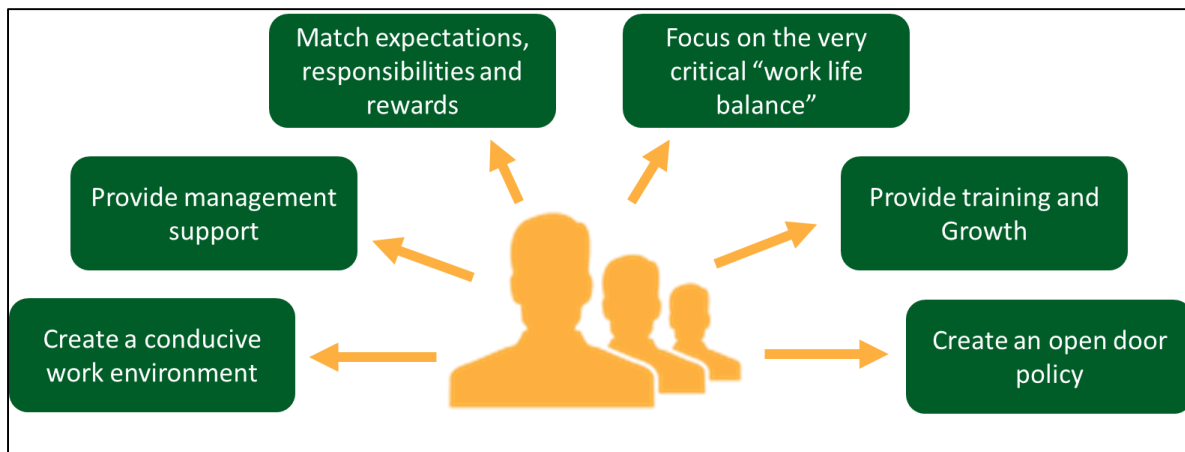 Match expectations,
responsibilities and
rewards
Focus on the very
critical “work life
balance”
Provide management
support
Provide training and
Growth
Create a conducive
work environment
Create an open door
policy